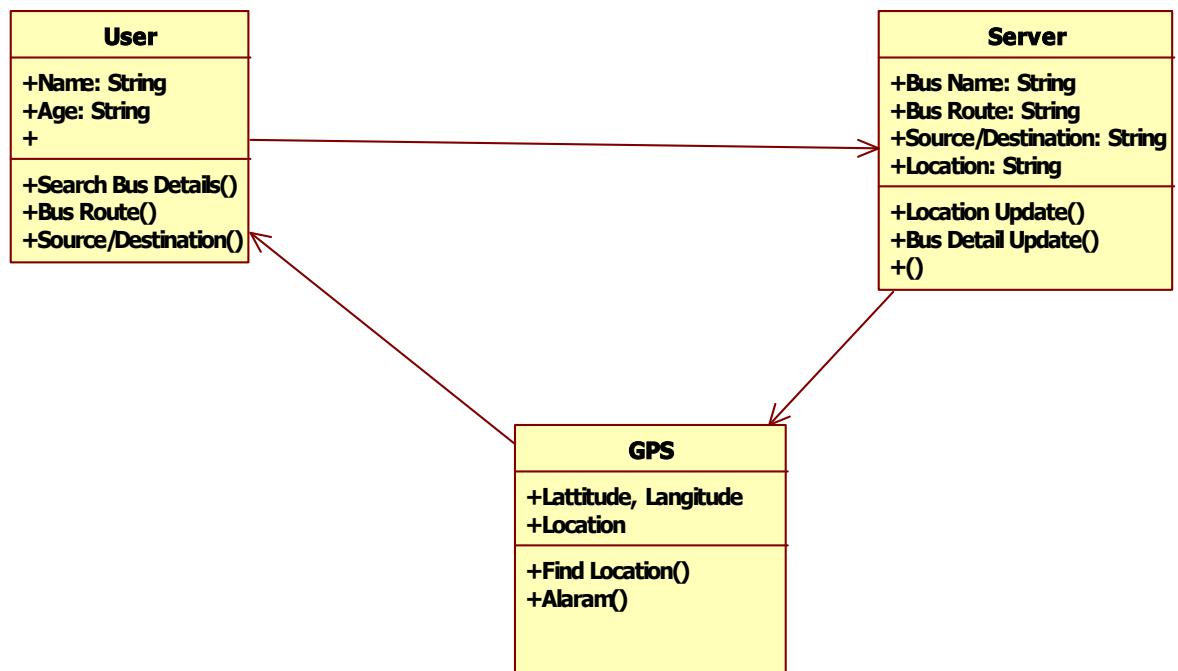 User
+Name: String
+Age: String
+
+Search Bus Details()
+Bus Route()
+Source/Destination()
Server
+Bus Name: String
+Bus Route: String
+Source/Destination: String
+Location: String
+Location Update()
+Bus Detail Update()
+()
GPS
+Lattitude, Langitude
+Location
+Find Location()
+Alaram()